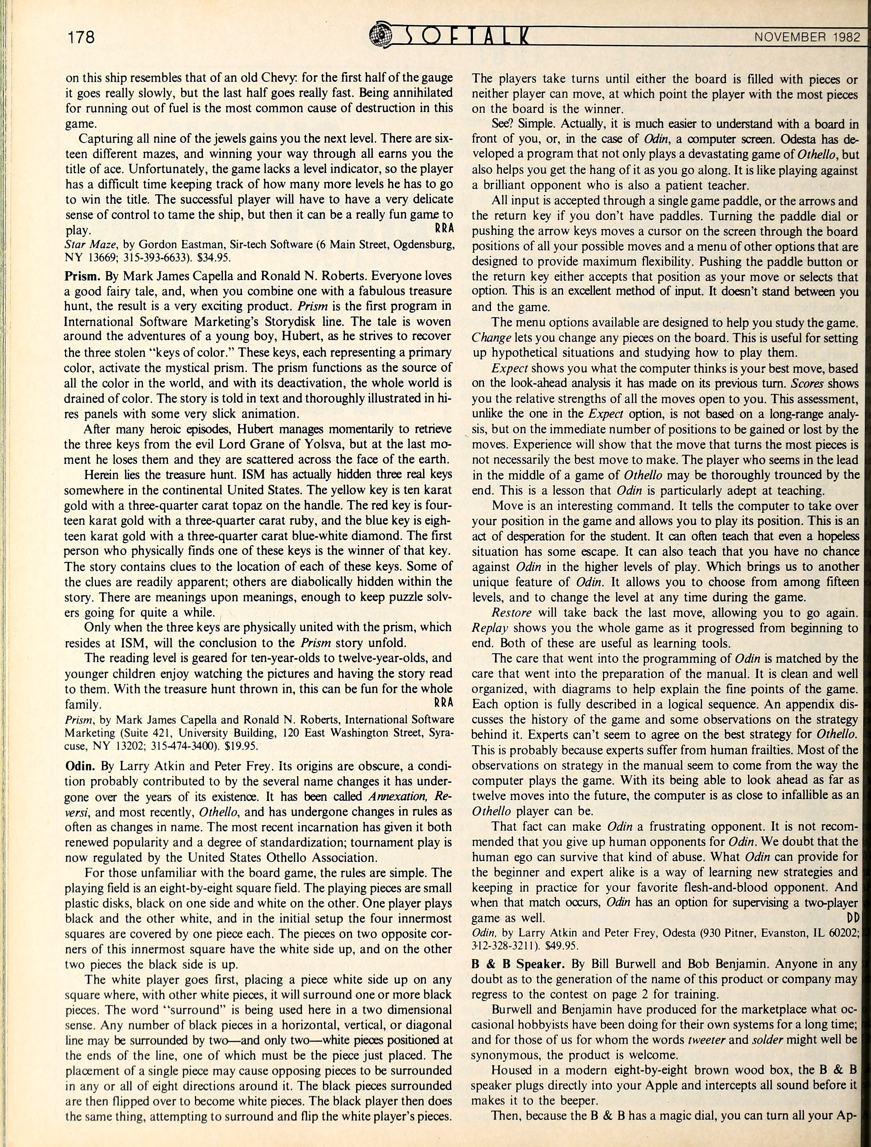 178
SOFTALK
NOVEMBER 1982
on this ship resembles that of an old Chevy: for the first half of the gauge
it goes really slowly, but the last half goes really fast. Being annihilated
for running out of fuel is the most common cause of destruction in this
game.
Capturing all nine of the jewels gains you the next level. There are six-
teen different mazes, and winning your way through all earns you the
title of ace. Unfortunately, the game lacks a level indicator, so the player
has a difficult time keeping track of how many more levels he has to go
to win the title. The successful player will have to have a very delicate
sense of control to tame the ship, but then it can be a really fun game to
play. RRA
Star Maze, by Gordon Eastman, Sir-tech Software (6 Main Street, Ogdensburg,
NY 13669; 315-393-6633). $34.95.
Prism. By Mark James Capella and Ronald N. Roberts. Everyone loves
a good fairy tale, and, when you combine one with a fabulous treasure
hunt, the result is a very exciting product. Prism is the first program in
International Software Marketing's Storydisk line. The tale is woven
around the adventures of a young boy, Hubert, as he strives to recover
the three stolen "keys of color." These keys, each representing a primary
color, activate the mystical prism. The prism functions as the source of
all the color in the world, and with its deactivation, the whole world is
drained of color. The story is told in text and thoroughly illustrated in hi-
res panels with some very slick animation.
After many heroic episodes, Hubert manages momentarily to retrieve
the three keys from the evil Lord Grane of Yolsva, but at the last mo-
ment he loses them and they are scattered across the face of the earth.
Herein lies the treasure hunt. ISM has actually hidden three real keys
somewhere in the continental United States. The yellow key is ten karat
gold with a three-quarter carat topaz on the handle. The red key is four-
teen karat gold with a three-quarter carat ruby, and the blue key is eigh-
teen karat gold with a three-quarter carat blue-white diamond. The first
person who physically finds one of these keys is the winner of that key.
The story contains clues to the location of each of these keys. Some of
the clues are readily apparent; others are diabolically hidden within the
story. There are meanings upon meanings, enough to keep puzzle solv-
ers going for quite a while.
Only when the three keys are physically united with the prism, which
resides at ISM, will the conclusion to the Prism story unfold.
The reading level is geared for ten-year-olds to twelve-year-olds, and
younger children enjoy watching the pictures and having the story read
to them. With the treasure hunt thrown in, this can be fun for the whole
family. RRA
Prism, by Mark James Capella and Ronald N. Roberts, International Software
Marketing (Suite 421, University Building, 120 East Washington Street, Syra-
cuse, NY 13202; 315-474-3400). $19.95.
Odin. By Larry Atkin and Peter Frey. Its origins are obscure, a condi-
tion probably contributed to by the several name changes it has under-
gone over the years of its existence. It has been called Annexation, Re-
versi, and most recently, Othello, and has undergone changes in rules as
often as changes in name. The most recent incarnation has given it both
renewed popularity and a degree of standardization; tournament play is
now regulated by the United States Othello Association.
For those unfamiliar with the board game, the rules are simple. The
playing field is an eight-by-eight square field. The playing pieces are small
plastic disks, black on one side and white on the other. One player plays
black and the other white, and in the initial setup the four innermost
squares are covered by one piece each. The pieces on two opposite cor-
ners of this innermost square have the white side up, and on the other
two pieces the black side is up.
The white player goes first, placing a piece white side up on any
square where, with other white pieces, it will surround one or more black
pieces. The word "surround" is being used here in a two dimensional
sense. Any number of black pieces in a horizontal, vertical, or diagonal
line may be surrounded by two—and only two—white pieces positioned at
the ends of the line, one of which must be the piece just placed. The
placement of a single piece may cause opposing pieces to be surrounded
in any or all of eight directions around it. The black pieces surrounded
are then flipped over to become white pieces. The black player then does
the same thing, attempting to surround and flip the white player's pieces.
The players take turns until either the board is filled with pieces or
neither player can move, at which point the player with the most pieces
on the board is the winner.
See? Simple. Actually, it is much easier to understand with a board in
front of you, or, in the case of Odin, a computer screen. Odesta has de-
veloped a program that not only plays a devastating game of Othello, but
also helps you get the hang of it as you go along. It is like playing against
a brilliant opponent who is also a patient teacher.
All input is accepted through a single game paddle, or the arrows and
the return key if you don't have paddles. Turning the paddle dial or
pushing the arrow keys moves a cursor on the screen through the board
positions of all your possible moves and a menu of other options that are
designed to provide maximum flexibility. Pushing the paddle button or
the return key either accepts that position as your move or selects that
option. This is an excellent method of input. It doesn't stand between you
and the game.
The menu options available are designed to help you study the game.
Change lets you change any pieces on the board. This is useful for setting
up hypothetical situations and studying how to play them.
Expect shows you what the computer thinks is your best move, based
on the look-ahead analysis it has made on its previous turn. Scores shows
you the relative strengths of all the moves open to you. This assessment,
unlike the one in the Expect option, is not based on a long-range analy-
sis, but on the immediate number of positions to be gained or lost by the
moves. Experience will show that the move that turns the most pieces is
not necessarily the best move to make. The player who seems in the lead
in the middle of a game of Othello may be thoroughly trounced by the
end. This is a lesson that Odin is particularly adept at teaching.
Move is an interesting command. It tells the computer to take over
your position in the game and allows you to play its position. This is an
act of desperation for the student. It can often teach that even a hopeless
situation has some escape. It can also teach that you have no chance
against Odin in the higher levels of play. Which brings us to another
unique feature of Odin. It allows you to choose from among fifteen
levels, and to change the level at any time during the game.
Restore will take back the last move, allowing you to go again.
Replay shows you the whole game as it progressed from beginning to
end. Both of these are useful as learning tools.
The care that went into the programming of Odin is matched by the
care that went into the preparation of the manual. It is clean and well
organized, with diagrams to help explain the fine points of the game.
Each option is fully described in a logical sequence. An appendix dis-
cusses the history of the game and some observations on the strategy
behind it. Experts can't seem to agree on the best strategy for Othello.
This is probably because experts suffer from human frailties. Most of the
observations on strategy in the manual seem to come from the way the
computer plays the game. With its being able to look ahead as far as
twelve moves into the future, the computer is as close to infallible as an
Othello player can be.
That fact can make Odin a frustrating opponent. It is not recom-
mended that you give up human opponents for Odin. We doubt that the
human ego can survive that kind of abuse. What Odin can provide for
the beginner and expert alike is a way of learning new strategies and
keeping in practice for your favorite flesh-and-blood opponent. And
when that match occurs, Odin has an option for supervising a two-player
game as well. DD
Odin, by Larry Atkin and Peter Frey, Odesta (930 Pitner, Evanston, IL 60202;
312-328-3211). $49.95.
B & B Speaker. By Bill Burwell and Bob Benjamin. Anyone in any
doubt as to the generation of the name of this product or company may
regress to the contest on page 2 for training.
Burwell and Benjamin have produced for the marketplace what oc-
casional hobbyists have been doing for their own systems for a long time;
and for those of us for whom the words tweeter and solder might well be
synonymous, the product is welcome.
Housed in a modern eight-by-eight brown wood box, the B & B
speaker plugs directly into your Apple and intercepts all sound before it
makes it to the beeper.
Then, because the B & B has a magic dial, you can turn all your Ap-